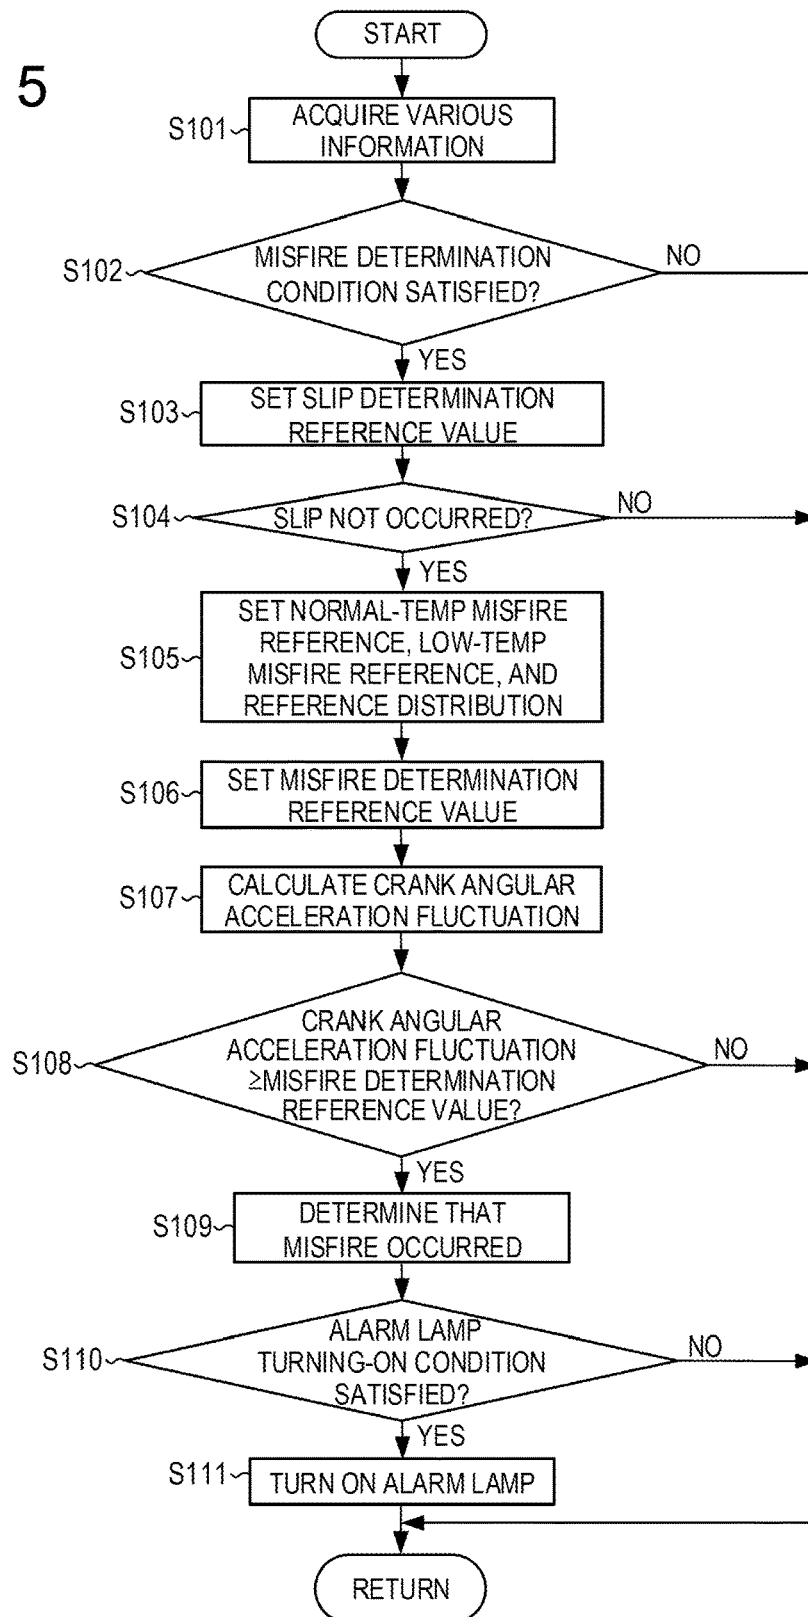 START
5
S101
ACQUIRE VARIOUS
INFORMATION
S102
MISFIRE DETERMINATION
CONDITION SATISFIED?
NO
YES
S103
SET SLIP DETERMINATION
REFERENCE VALUE
S104
SLIP NOT OCCURRED?
NO
YES
S105
SET NORMAL-TEMP MISFIRE
REFERENCE, LOW-TEMP
MISFIRE REFERENCE, AND
REFERENCE DISTRIBUTION
S106
SET MISFIRE DETERMINATION
REFERENCE VALUE
S107
CALCULATE CRANK ANGULAR
ACCELERATION FLUCTUATION
S108
CRANK ANGULAR
ACCELERATION FLUCTUATION
≥MISFIRE DETERMINATION
REFERENCE VALUE?
NO
YES
S109
DETERMINE THAT
MISFIRE OCCURRED
S110
ALARM LAMP
TURNING-ON CONDITION
SATISFIED?
NO
YES
S111
TURN ON ALARM LAMP
RETURN